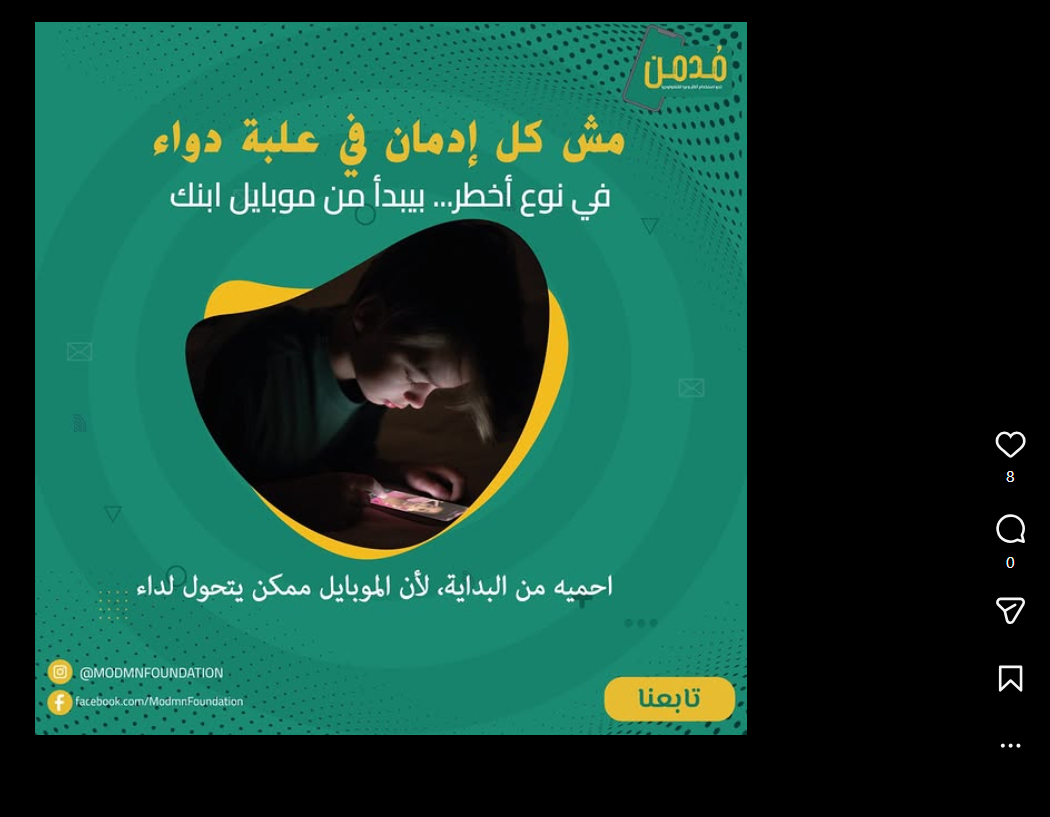 مُدمن
مش كل إدمان في علبة دواء
في نوع أخطر... بيبدأ من موبايل ابنك
احميه من البداية، لأن الموبايل ممكن يتحول لداء
@MODMNFOUNDATION
facebook.com/ModmnFoundation
تابعنا
8
0